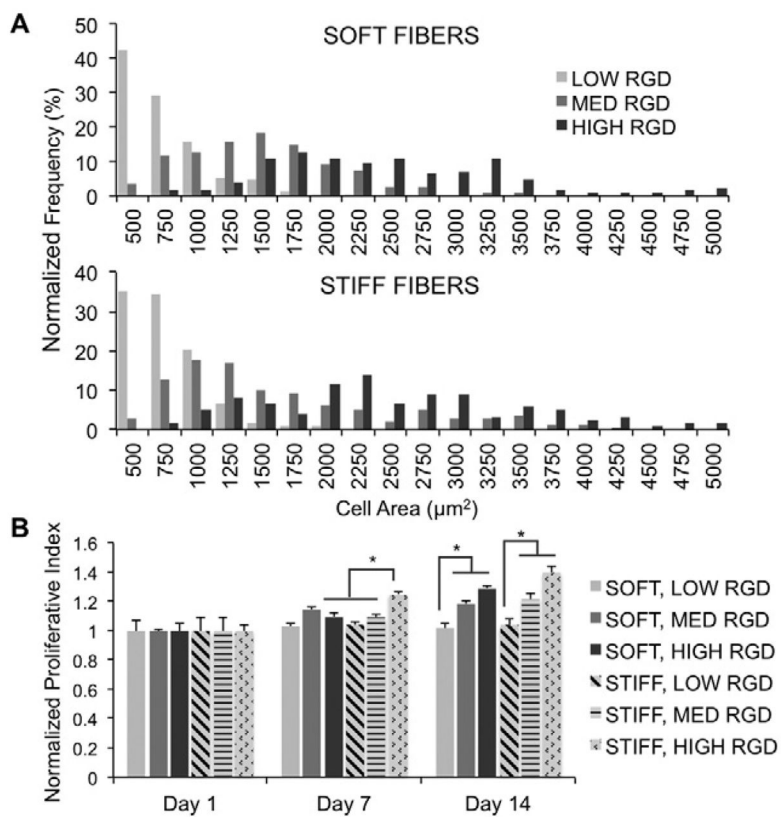 A
SOFT FIBERS
50
40
30
20
10
0
LOW RGD
MED RGD
HIGH RGD
500 750 1000 1250 1500 1750 2000 2250 2500 2750 3000 3250 3500 3750 4000 4250 4500 4750 5000
Normalized Frequency (%)
STIFF FIBERS
40
30
20
10
0
500 750 1000 1250 1500 1750 2000 2250 2500 2750 3000 3250 3500 3750 4000 4250 4500 4750 5000
Cell Area (µm²)
B
Normalized Proliferative Index
1.6
1.4
1.2
1
0.8
0.6
0.4
0.2
0
*
*
*
Day 1 Day 7 Day 14
SOFT, LOW RGD
SOFT, MED RGD
SOFT, HIGH RGD
STIFF, LOW RGD
STIFF, MED RGD
STIFF, HIGH RGD